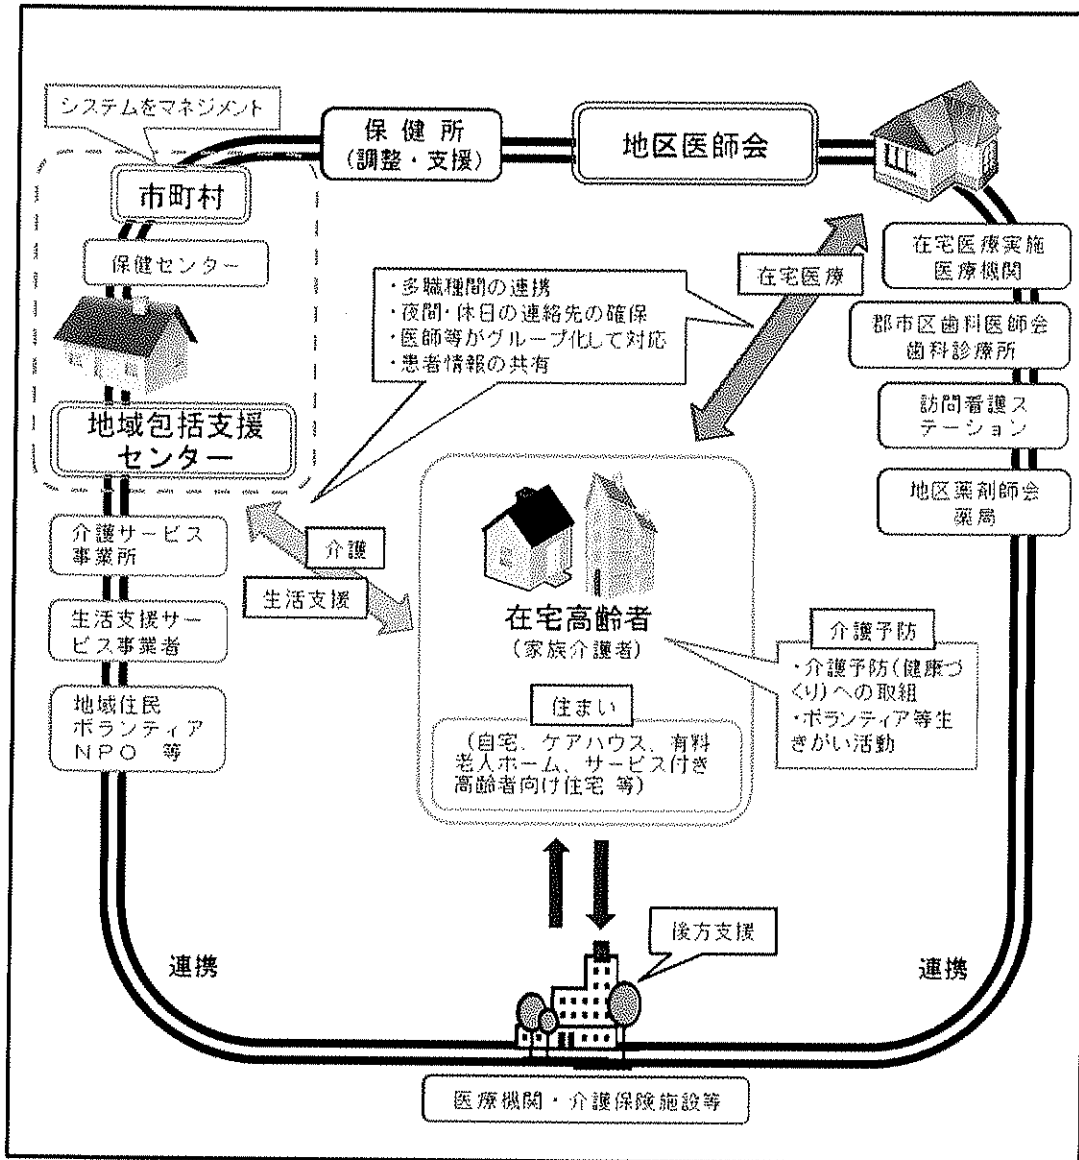 システムをマネジメント
保健所
(調整・支援)
地区医師会
市町村
保健センター
地域包括支援
センター
・多職種間の連携
・夜間・休日の連絡先の確保
・医師等がグループ化して対応
・患者情報の共有
在宅医療
在宅医療実施
医療機関
郡市区歯科医師会
歯科診療所
訪問看護ス
テーション
地区薬剤師会
薬局
介護サービス
事業所
生活支援サー
ビス事業者
地域住民
ボランティア
NPO 等
介護
生活支援
在宅高齢者
(家族介護者)
住まい
(自宅、ケアハウス、有料
老人ホーム、サービス付き
高齢者向け住宅 等)
介護予防
・介護予防(健康づ
くり)への取組
・ボランティア等生
きがい活動
後方支援
連携
連携
医療機関・介護保険施設等